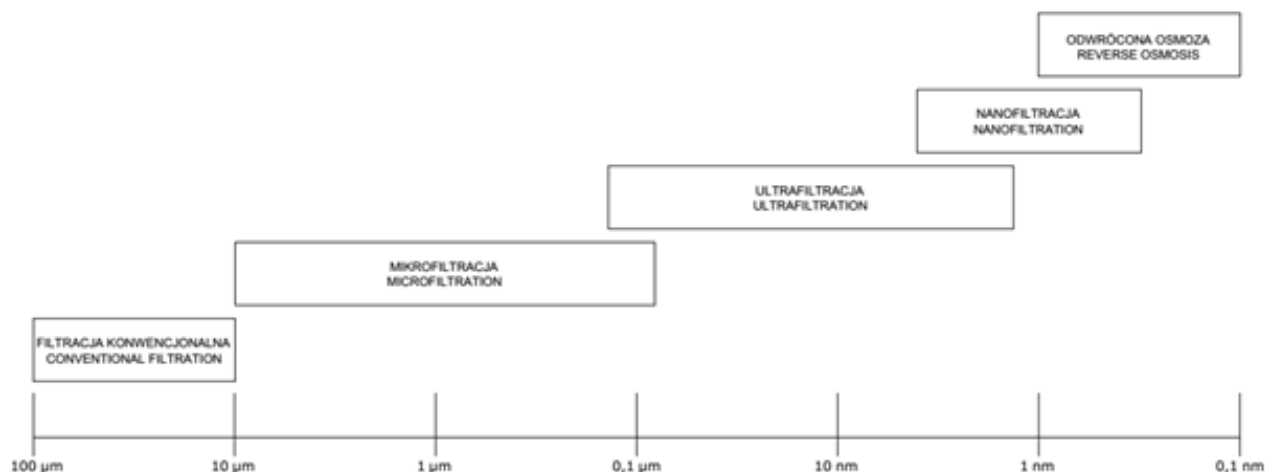 ODWRÓCONA OSMOZA
REVERSE OSMOSIS
NANOFILTRACJA
NANOFILTRATION
ULTRAFILTRACJA
ULTRAFILTRATION
MIKROFILTRACJA
MICROFILTRATION
FILTRACJA KONWENCJONALNA
CONVENTIONAL FILTRATION
100 µm 10 µm 1 µm 0,1 µm 10 nm 1 nm 0,1 nm